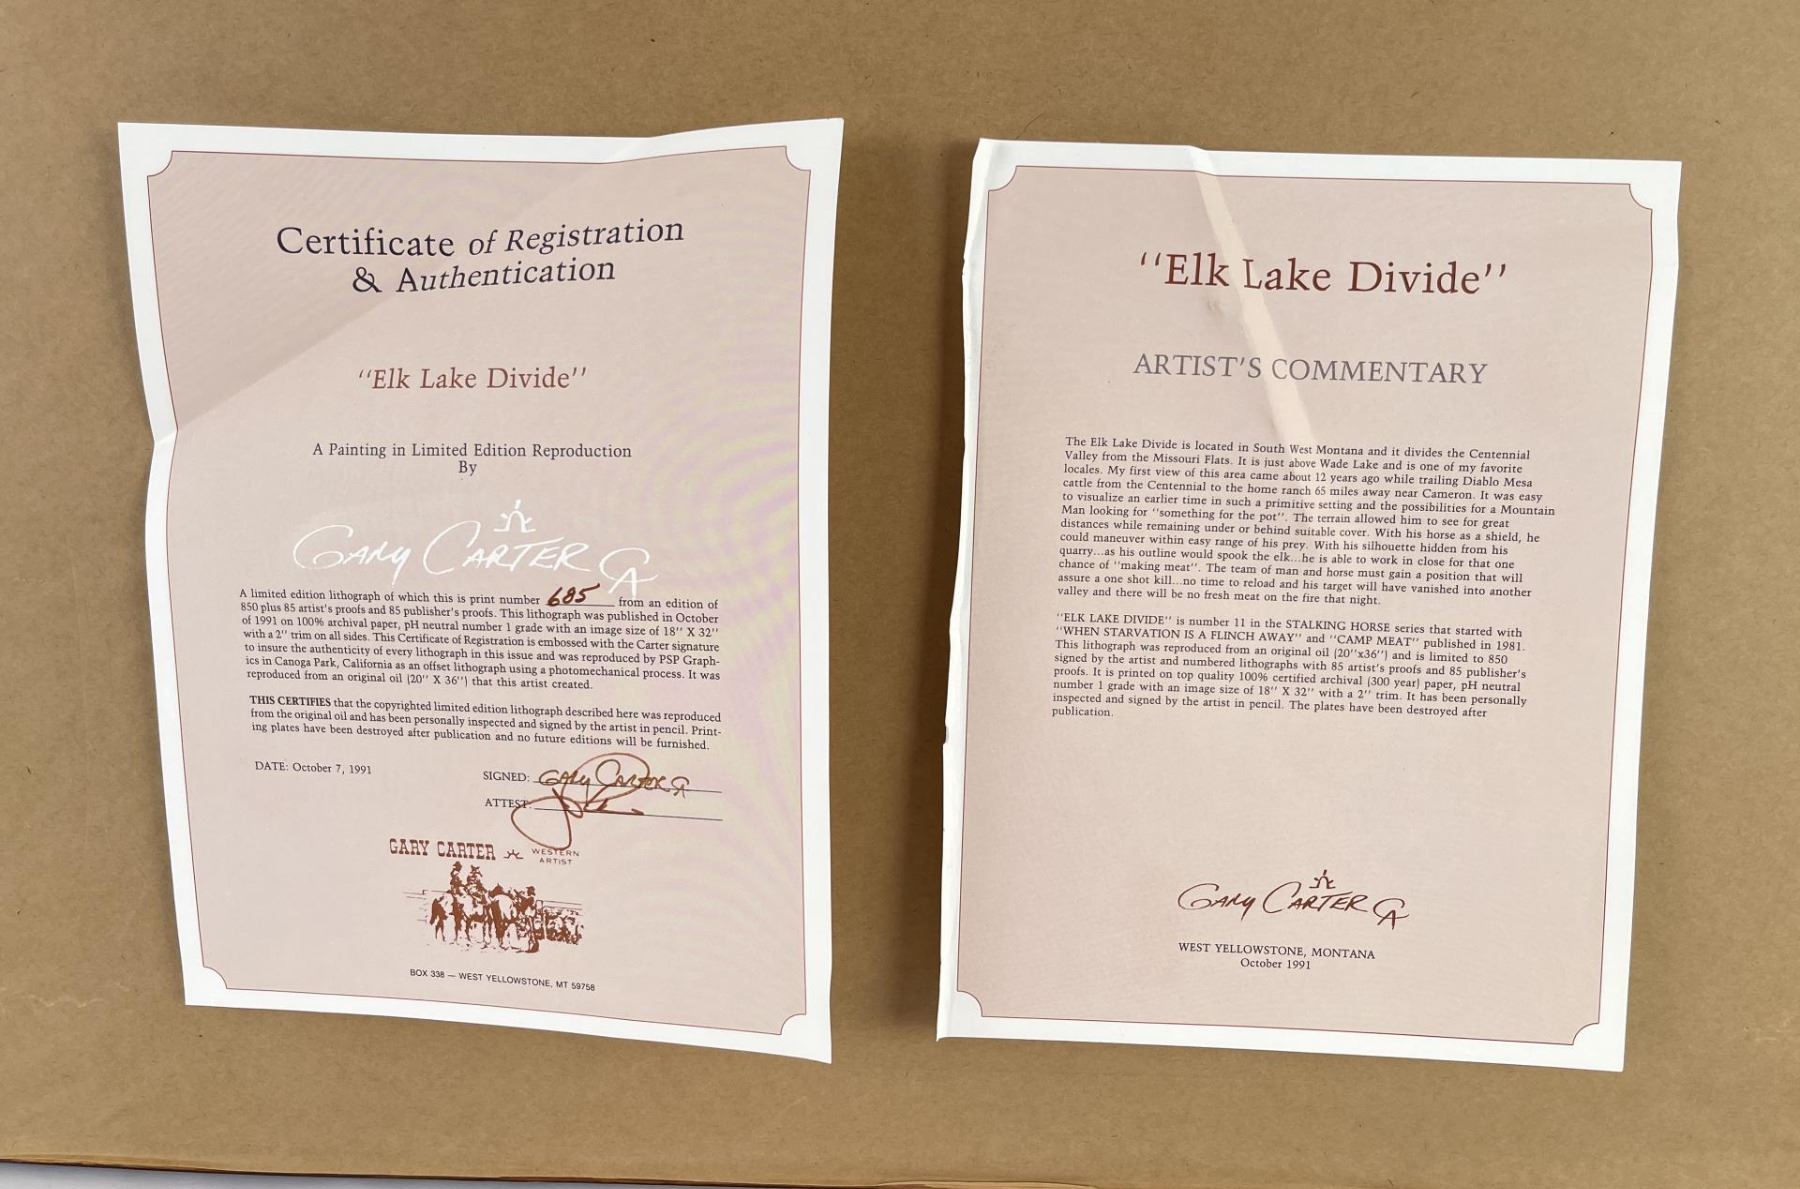 Certificate of Registration
& Authentication
‘‘Elk Lake Divide’’
A Painting in Limited Edition Reproduction
By
GARY CARTER CA
A limited edition lithograph of which this is print number 685 from an edition of
850 plus 85 artist's proofs and 85 publisher's proofs. This lithograph was published in October
of 1991 on 100% archival paper, pH neutral number 1 grade with an image size of 18'' X 32''
with a 2'' trim on all sides. This Certificate of Registration is embossed with the Carter signature
to insure the authenticity of every lithograph in this issue and was reproduced by PSP Graph-
ics in Canoga Park, California as an offset lithograph using a photomechanical process. It was
reproduced from an original oil (20'' X 36'') that this artist created.
THIS CERTIFIES that the copyrighted limited edition lithograph described here was reproduced
from the original oil and has been personally inspected and signed by the artist in pencil. Print-
ing plates have been destroyed after publication and no future editions will be furnished.
DATE: October 7, 1991
SIGNED: Gary Carter CA
ATTEST:
GARY CARTER
WESTERN
ARTIST
BOX 338 — WEST YELLOWSTONE, MT 59758
‘‘Elk Lake Divide’’
ARTIST'S COMMENTARY
The Elk Lake Divide is located in South West Montana and it divides the Centennial
Valley from the Missouri Flats. It is just above Wade Lake and is one of my favorite
locales. My first view of this area came about 12 years ago while trailing Diablo Mesa
cattle from the Centennial to the home ranch 65 miles away near Cameron. It was easy
to visualize an earlier time in such a primitive setting and the possibilities for a Mountain
Man looking for ‘‘something for the pot’’. The terrain allowed him to see for great
distances while remaining under or behind suitable cover. With his horse as a shield, he
could maneuver within easy range of his prey. With his silhouette hidden from his
quarry...as his outline would spook the elk...he is able to work in close for that one
chance of ‘‘making meat’’. The team of man and horse must gain a position that will
assure a one shot kill...no time to reload and his target will have vanished into another
valley and there will be no fresh meat on the fire that night.
‘‘ELK LAKE DIVIDE’’ is number 11 in the STALKING HORSE series that started with
‘‘WHEN STARVATION IS A FLINCH AWAY’’ and ‘‘CAMP MEAT’’ published in 1981.
This lithograph was reproduced from an original oil (20''x36'') and is limited to 850
signed by the artist and numbered lithographs with 85 artist's proofs and 85 publisher's
proofs. It is printed on top quality 100% certified archival (300 year) paper, pH neutral
number 1 grade with an image size of 18'' X 32'' with a 2'' trim. It has been personally
inspected and signed by the artist in pencil. The plates have been destroyed after
publication.
GARY CARTER CA
WEST YELLOWSTONE, MONTANA
October 1991